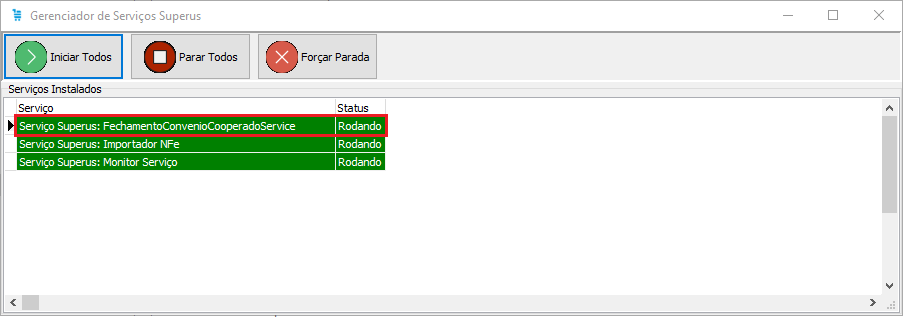 Gerenciador de Serviços Superus
Iniciar Todos Parar Todos Forçar Parada
Serviços Instalados
Serviço Status
Serviço Superus: FechamentoConvenioCooperadoService Rodando
Serviço Superus: Importador NFe Rodando
Serviço Superus: Monitor Serviço Rodando